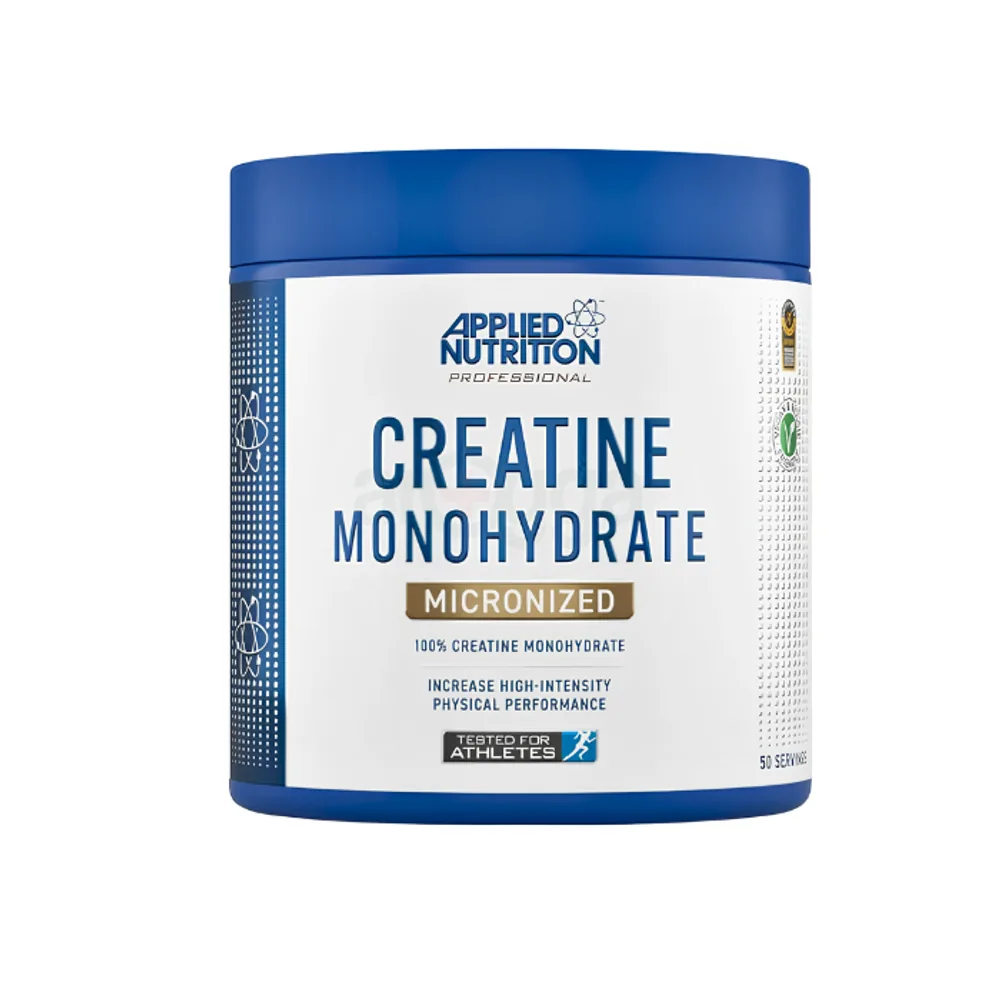 APPLIED
NUTRITION
PROFESSIONAL
CREATINE
MONOHYDRATE
MICRONIZED
100% CREATINE MONOHYDRATE
INCREASE HIGH-INTENSITY
PHYSICAL PERFORMANCE
TESTED FOR
ATHLETES
50 SERVINGS